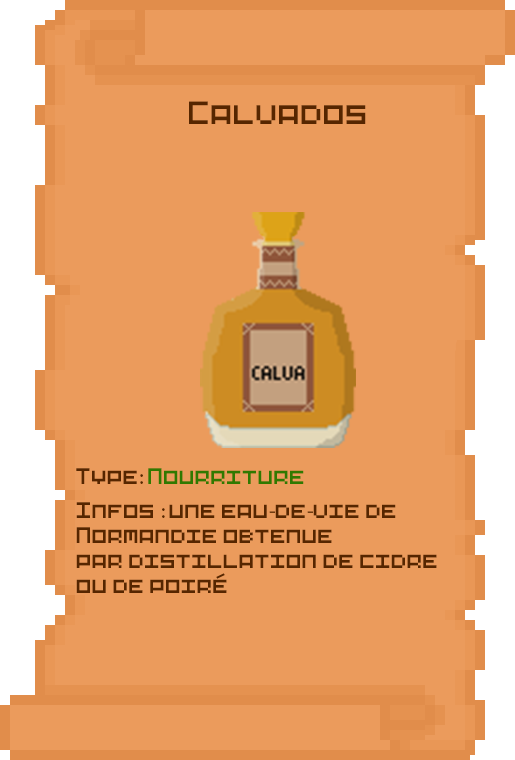 Calvados
CALVA
Type: Nourriture
Infos : une eau-de-vie de
Normandie obtenue
par distillation de cidre
ou de poiré